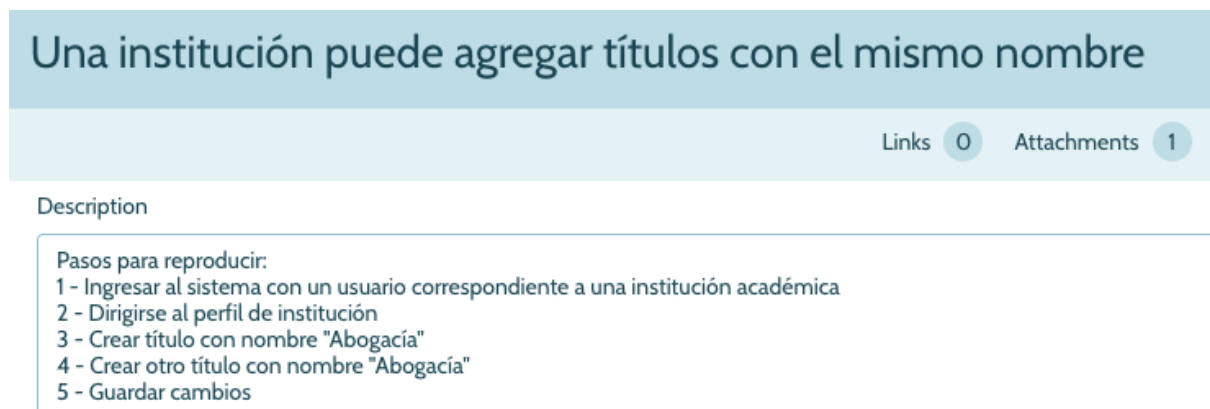 Una institución puede agregar títulos con el mismo nombre
Links 0 Attachments 1
Description
Pasos para reproducir:
1 - Ingresar al sistema con un usuario correspondiente a una institución académica
2 - Dirigirse al perfil de institución
3 - Crear título con nombre "Abogacía"
4 - Crear otro título con nombre "Abogacía"
5 - Guardar cambios